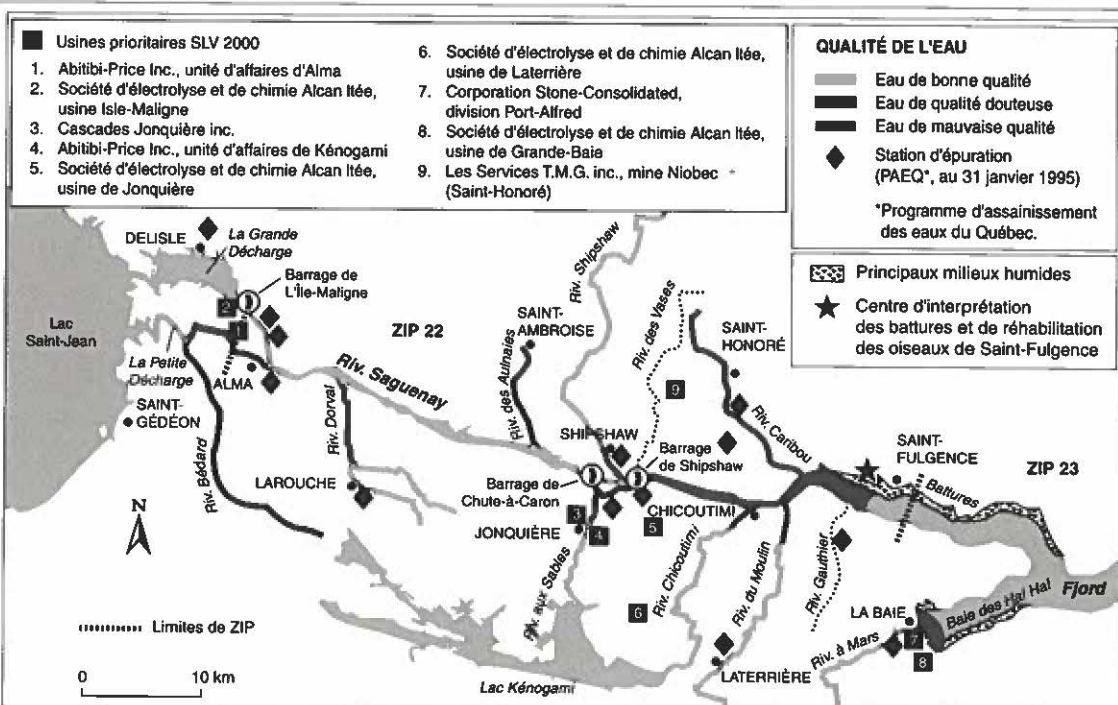 Usines prioritaires SLV 2000
1. Abitibi-Price Inc., unité d'affaires d'Alma
2. Société d'électrolyse et de chimie Alcan ltée,
usine Isle-Maligne
3. Cascades Jonquière inc.
4. Abitibi-Price Inc., unité d'affaires de Kénogami
5. Société d'électrolyse et de chimie Alcan ltée,
usine de Jonquière
6. Société d'électrolyse et de chimie Alcan ltée,
usine de Laterrière
7. Corporation Stone-Consolidated,
division Port-Alfred
8. Société d'électrolyse et de chimie Alcan ltée,
usine de Grande-Baie
9. Les Services T.M.G. inc., mine Niobec
(Saint-Honoré)
QUALITÉ DE L'EAU
Eau de bonne qualité
Eau de qualité douteuse
Eau de mauvaise qualité
Station d'épuration
(PAEQ*, au 31 janvier 1995)
*Programme d'assainissement
des eaux du Québec.
Principaux milieux humides
Centre d'interprétation
des battures et de réhabilitation
des oiseaux de Saint-Fulgence
DELISLE
La Grande
Décharge
Barrage de
L'Île-Maligne
2
1
Lac
Saint-Jean
La Petite
Décharge
ALMA
SAINT-
GÉDÉON
Riv. Bédard
ZIP 22
Riv. Saguenay
Riv. Dorval
LAROUCHE
SAINT-
AMBROISE
Riv. des Aulnaies
Riv. Shipshaw
Riv. des Vases
SAINT-
HONORÉ
9
Riv. Caribou
SHIPSHAW
Barrage
de Shipshaw
Barrage de
Chute-à-Caron
CHICOUTIMI
3
4
5
JONQUIÈRE
Riv. aux Sables
6
Riv. Chicoutimi
Riv. du Moulin
LATERRIÈRE
Lac Kénogami
SAINT-
FULGENCE
ZIP 23
Battures
Riv. Gauthier
LA BAIE
Baie des Ha! Ha!
Fjord
Riv. à Mars
7
8
N
Limites de ZIP
0 10 km